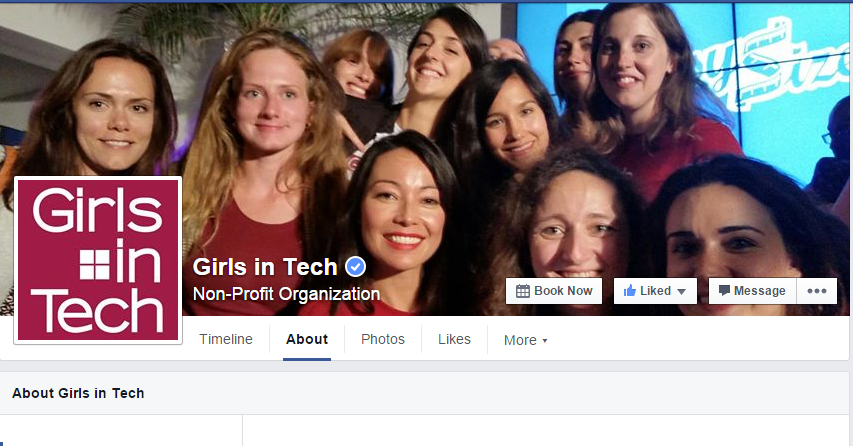 Girls
in
Tech
Girls in Tech
Non-Profit Organization
Book Now
Liked
Message
Timeline
About
Photos
Likes
More
About Girls in Tech